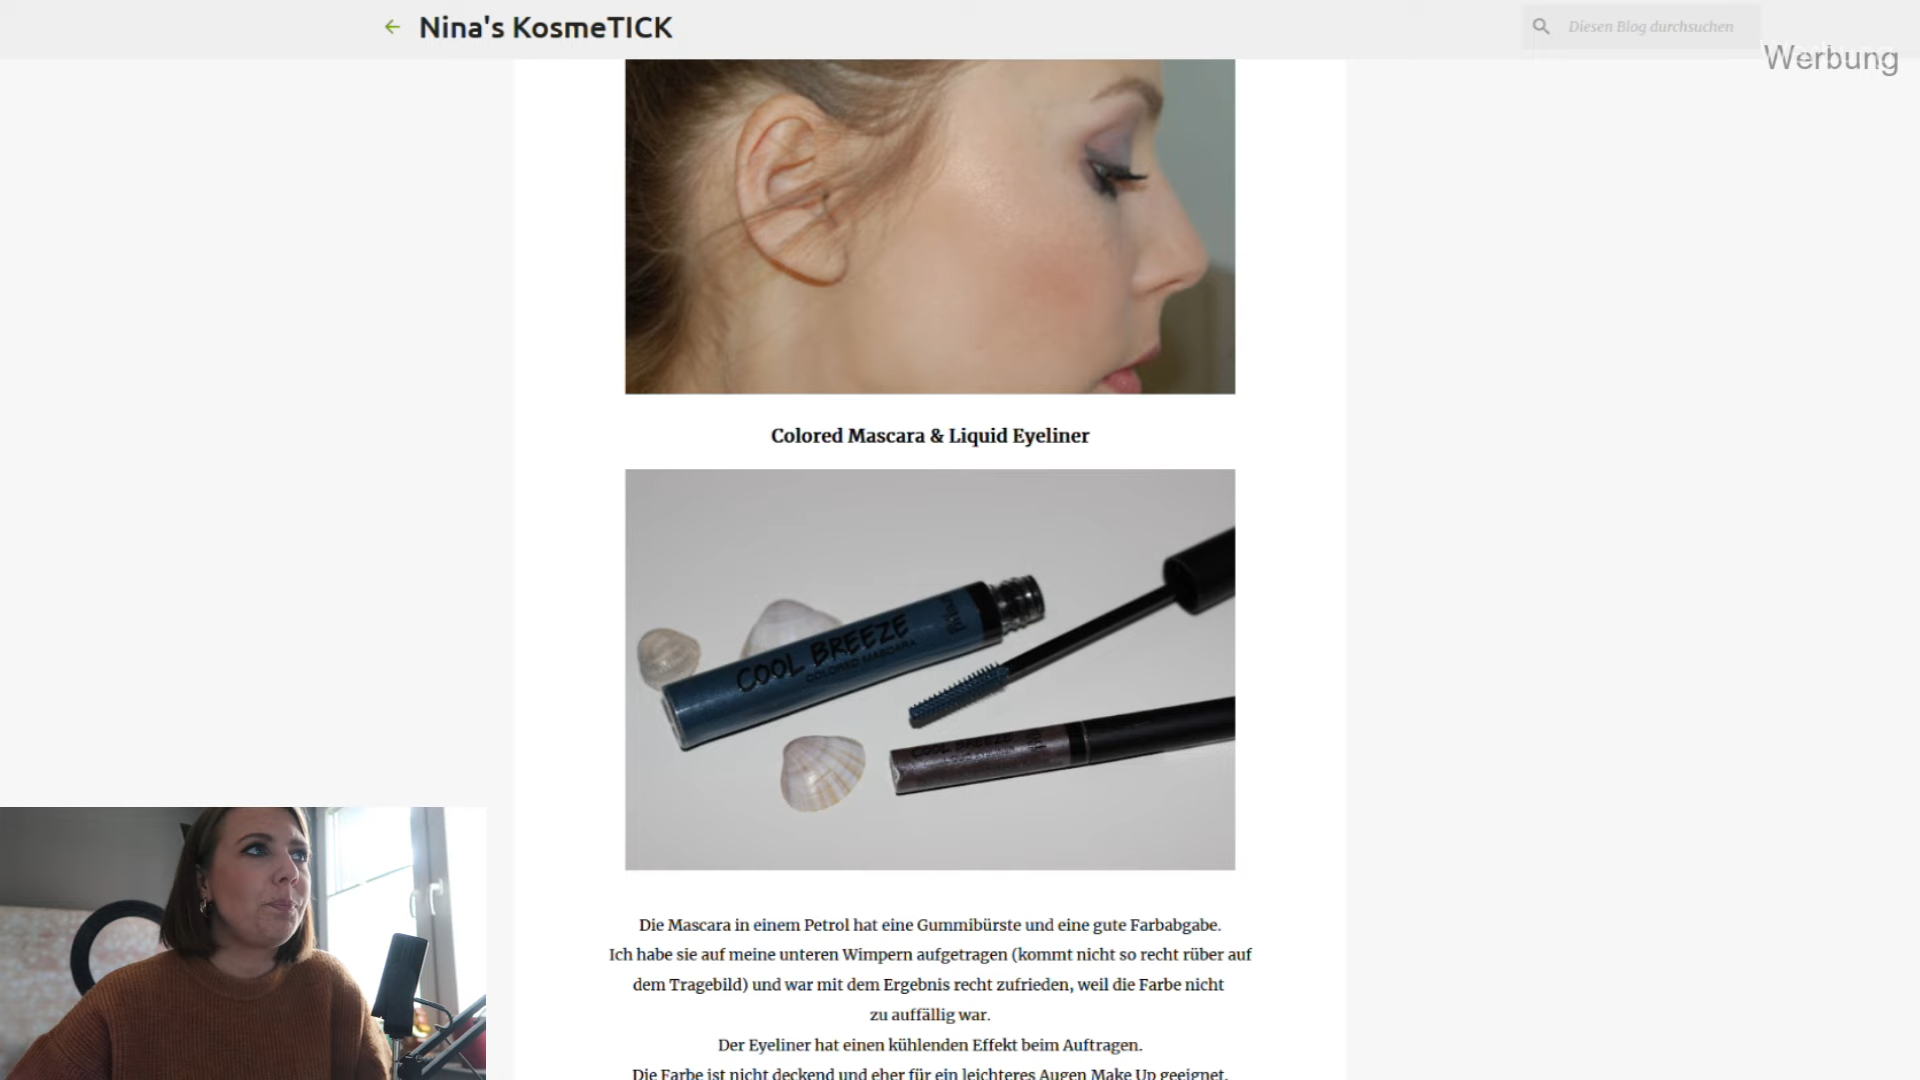 Nina's KosmeTICK
Diesen Blog durchsuchen
Werbung
Colored Mascara & Liquid Eyeliner
COOL BREEZE
COLORED MASCARA
COOL BREEZE
Die Mascara in einem Petrol hat eine Gummibürste und eine gute Farbabgabe.
Ich habe sie auf meine unteren Wimpern aufgetragen (kommt nicht so recht rüber auf
dem Tragebild) und war mit dem Ergebnis recht zufrieden, weil die Farbe nicht
zu auffällig war.
Der Eyeliner hat einen kühlenden Effekt beim Auftragen.
Die Farbe ist nicht deckend und eher für ein leichteres Augen Make Up geeignet.